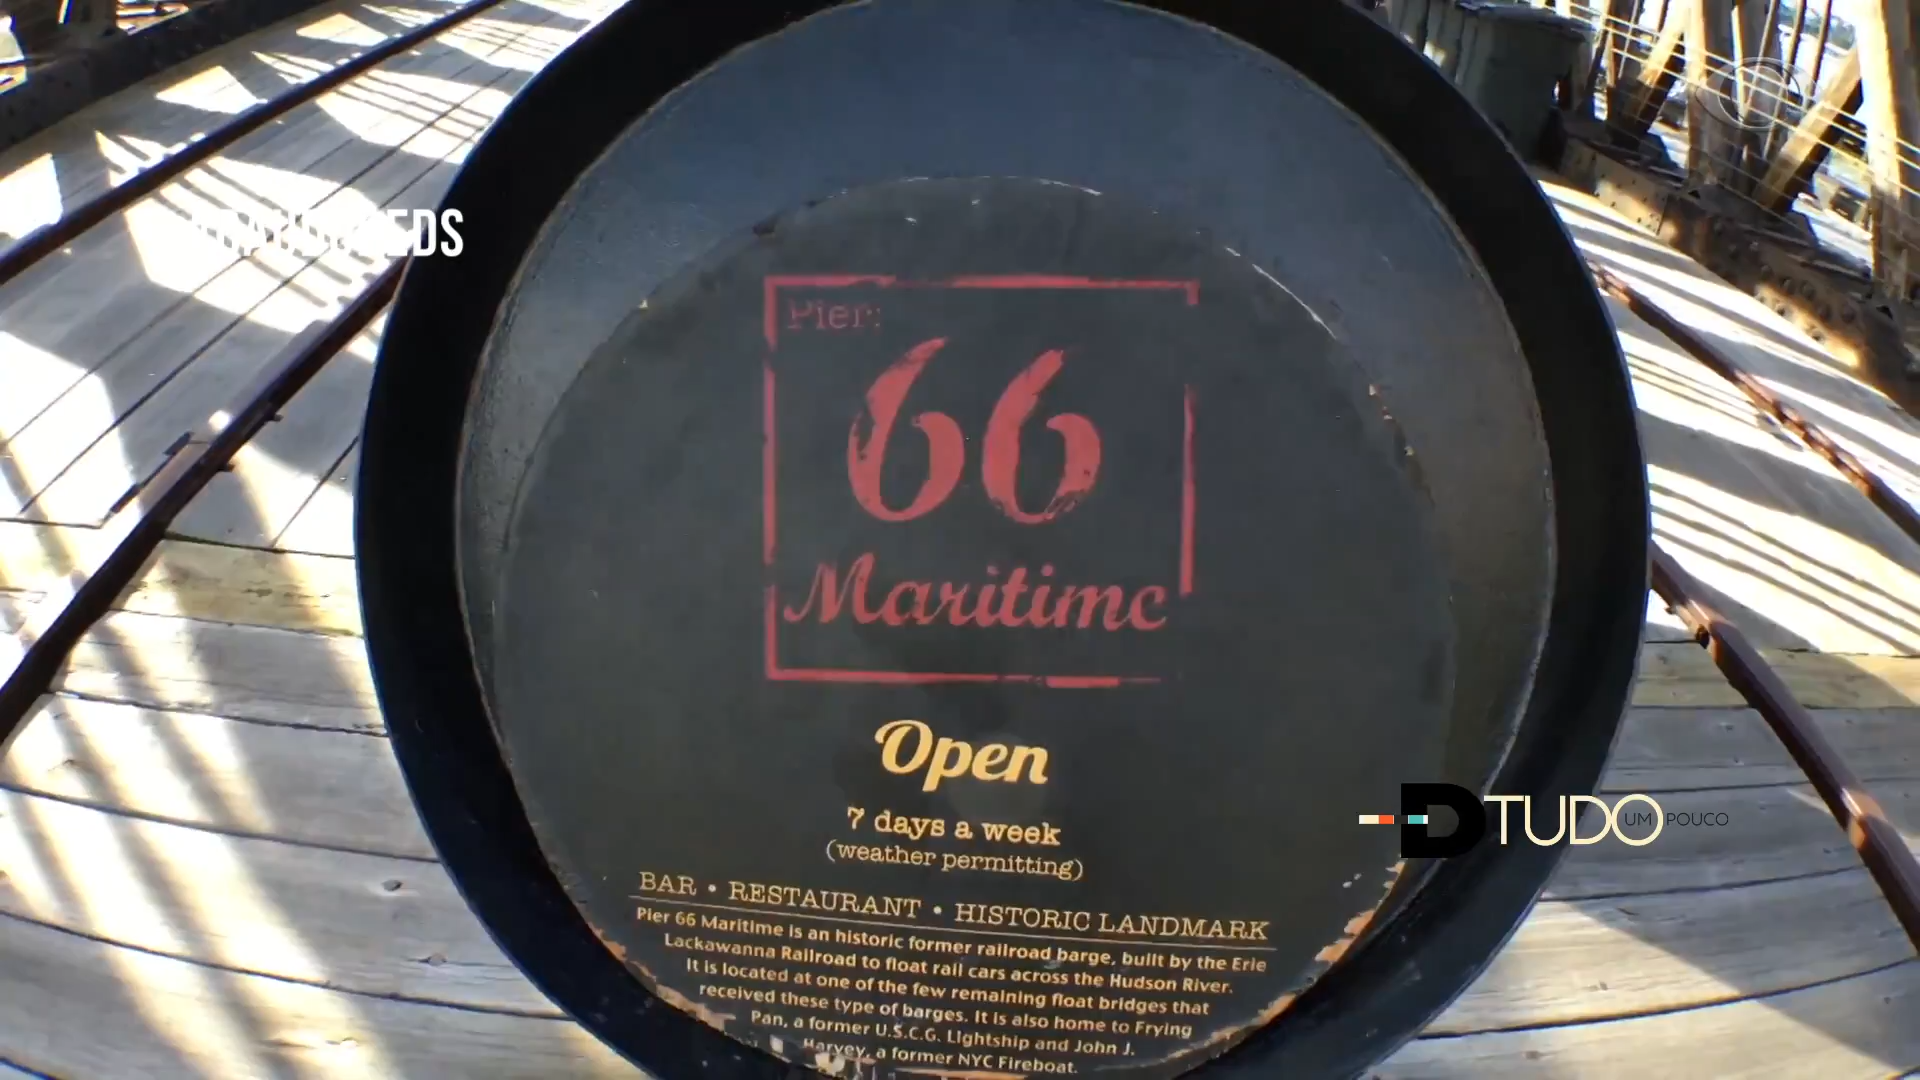 Pier:
66
Maritime
Open
7 days a week
(weather permitting)
BAR • RESTAURANT • HISTORIC LANDMARK
Pier 66 Maritime is an historic former railroad barge, built by the Erie
Lackawanna Railroad to float rail cars across the Hudson River.
It is located at one of the few remaining float bridges that
received these type of barges. It is also home to Frying
Pan, a former U.S.C.G. Lightship and John J.
Harvey, a former NYC Fireboat.
DTUDO UM POUCO